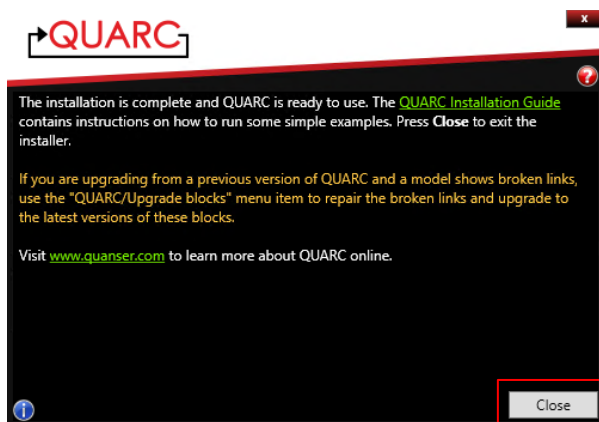 QUARC
x
?
The installation is complete and QUARC is ready to use. The QUARC Installation Guide
contains instructions on how to run some simple examples. Press Close to exit the
installer.
If you are upgrading from a previous version of QUARC and a model shows broken links,
use the "QUARC/Upgrade blocks" menu item to repair the broken links and upgrade to
the latest versions of these blocks.
Visit www.quanser.com to learn more about QUARC online.
i
Close